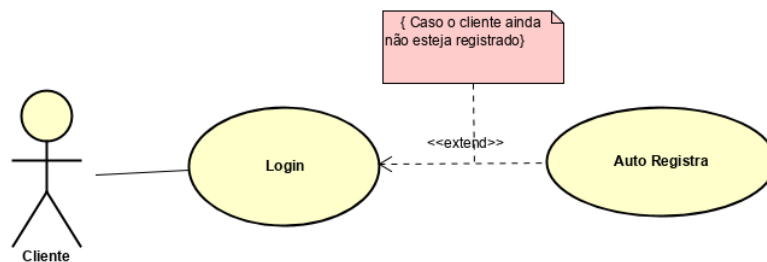 { Caso o cliente ainda
não esteja registrado}
<<extend>>
Login
Auto Registra
Cliente